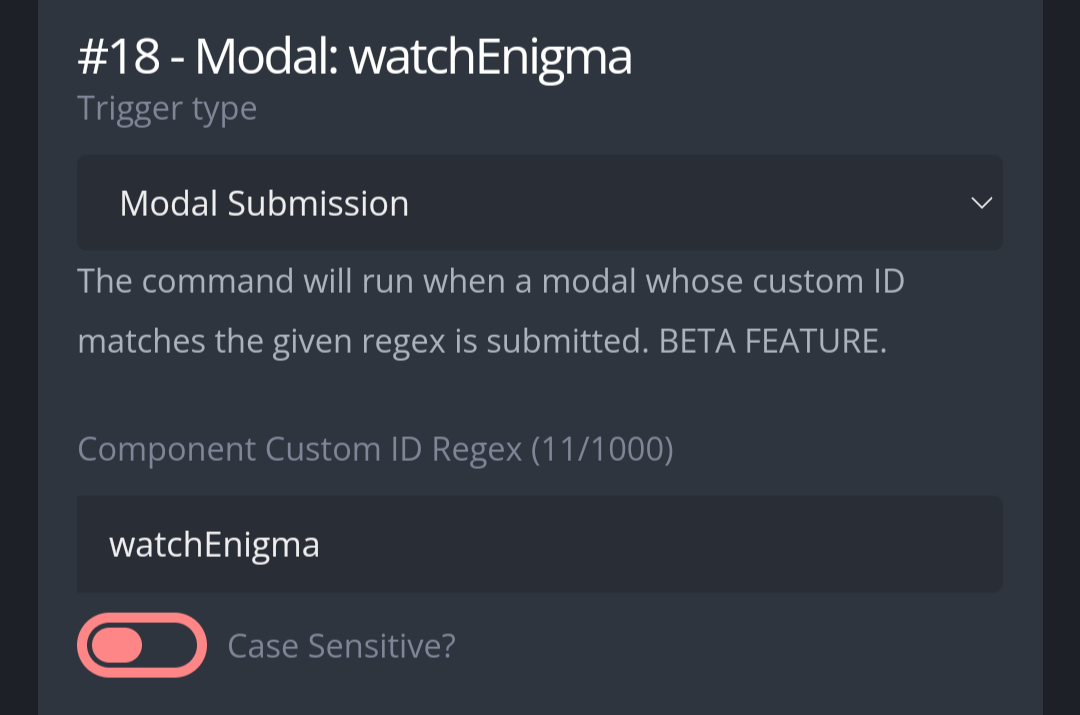 #18 - Modal: watchEnigma
Trigger type
Modal Submission
The command will run when a modal whose custom ID
matches the given regex is submitted. BETA FEATURE.
Component Custom ID Regex (11/1000)
watchEnigma
Case Sensitive?